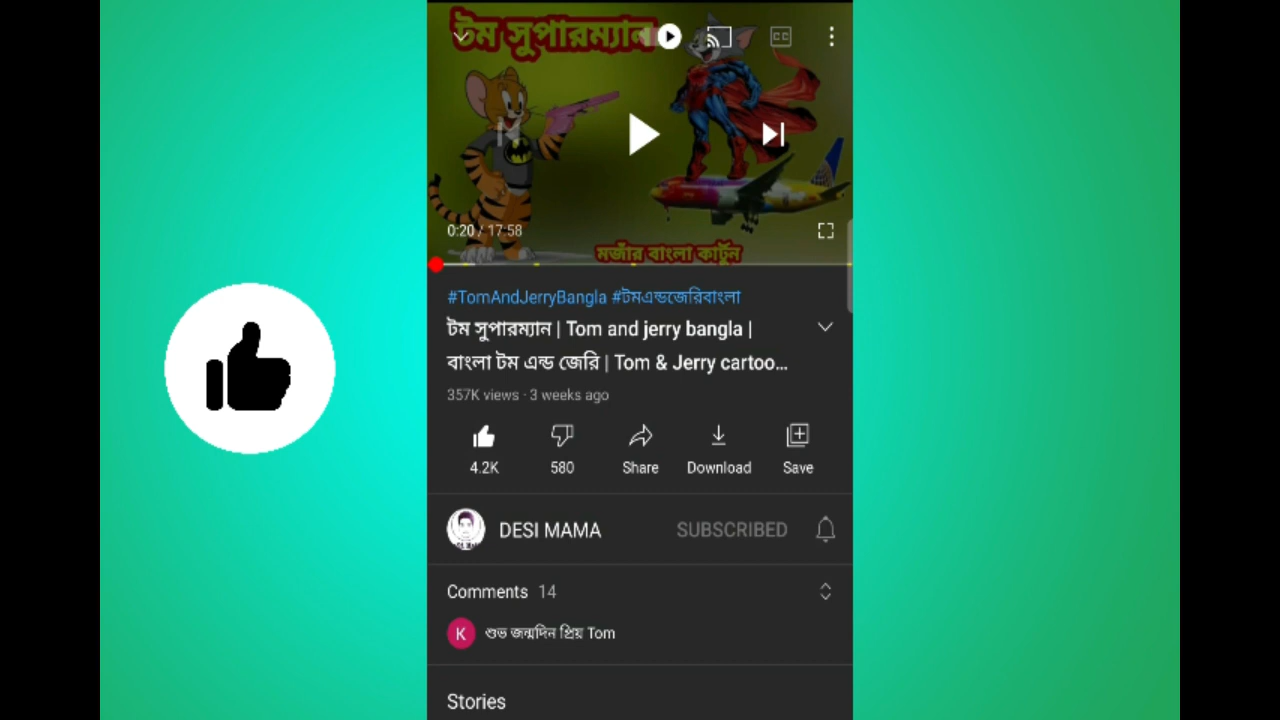 টম সুপারম্যান
CC
0:20 / 17:58
মজাঁর বাংলা কার্টুন
#TomAndJerryBangla #টমএন্ডজেরিবাংলা
টম সুপারম্যান | Tom and jerry bangla |
বাংলা টম এন্ড জেরি | Tom & Jerry cartoo...
357K views · 3 weeks ago
4.2K 580 Share Download Save
DESI MAMA SUBSCRIBED
Comments 14
K শুভ জন্মদিন প্রিয় Tom
Stories